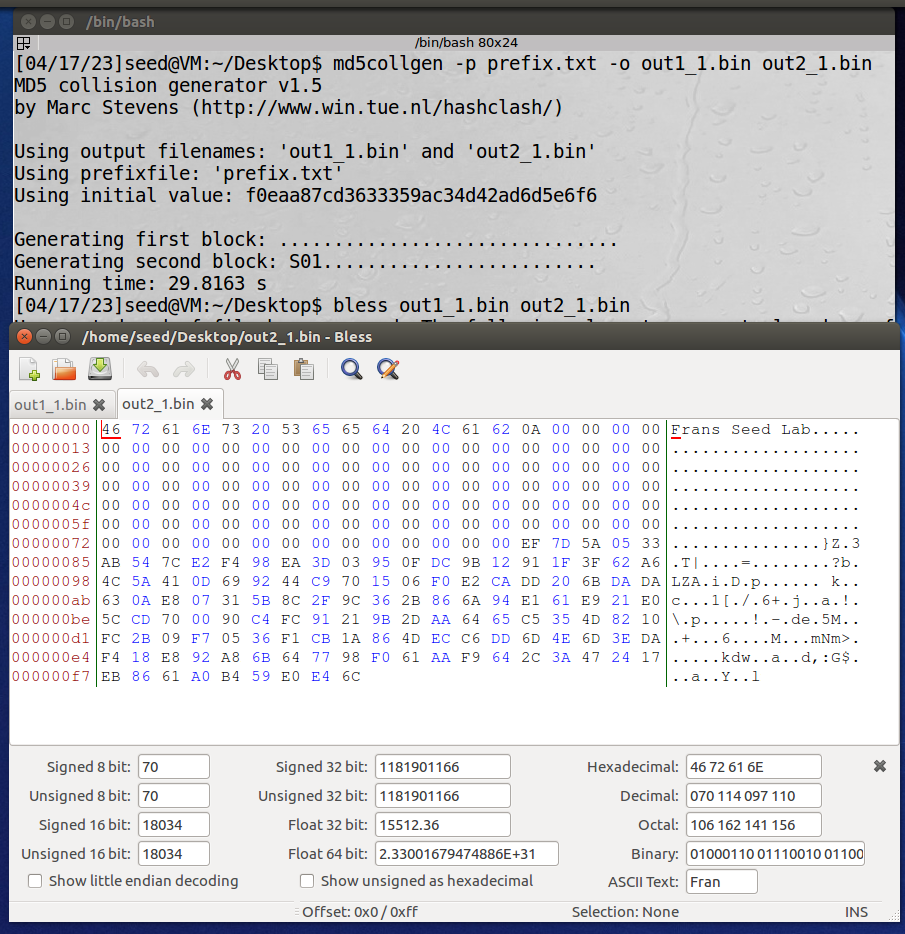 /bin/bash
/bin/bash 80x24
[04/17/23]seed@VM:~/Desktop$ md5collgen -p prefix.txt -o out1_1.bin out2_1.bin
MD5 collision generator v1.5
by Marc Stevens (http://www.win.tue.nl/hashclash/)
Using output filenames: 'out1_1.bin' and 'out2_1.bin'
Using prefixfile: 'prefix.txt'
Using initial value: f0eaa87cd3633359ac34d42ad6d5e6f6
Generating first block: ...............................
Generating second block: S01.........................
Running time: 29.8163 s
[04/17/23]seed@VM:~/Desktop$ bless out1_1.bin out2_1.bin
/home/seed/Desktop/out2_1.bin - Bless
out1_1.bin out2_1.bin
00000000 46 72 61 6E 73 20 53 65 65 64 20 4C 61 62 0A 00 00 00 00 Frans Seed Lab.....
00000013 00 00 00 00 00 00 00 00 00 00 00 00 00 00 00 00 00 00 00 ...................
00000026 00 00 00 00 00 00 00 00 00 00 00 00 00 00 00 00 00 00 00 ...................
00000039 00 00 00 00 00 00 00 00 00 00 00 00 00 00 00 00 00 00 00 ...................
0000004c 00 00 00 00 00 00 00 00 00 00 00 00 00 00 00 00 00 00 00 ...................
0000005f 00 00 00 00 00 00 00 00 00 00 00 00 00 00 00 00 00 00 00 ...................
00000072 00 00 00 00 00 00 00 00 00 00 00 00 00 00 EF 7D 5A 05 33 ...............}Z.3
00000085 AB 54 7C E2 F4 98 EA 3D 03 95 0F DC 9B 12 91 1F 3F 62 A6 .T|....=........?b.
00000098 4C 5A 41 0D 69 92 44 C9 70 15 06 F0 E2 CA DD 20 6B DA DA LZA.i.D.p...... k..
000000ab 63 0A E8 07 31 5B 8C 2F 9C 36 2B 86 6A 94 E1 61 E9 21 E0 c...1[./.6+.j..a.!.
000000be 5C CD 70 00 90 C4 FC 91 21 9B 2D AA 64 65 C5 35 4D 82 10 \.p.....!.-.de.5M..
000000d1 FC 2B 09 F7 05 36 F1 CB 1A 86 4D EC C6 DD 6D 4E 6D 3E DA .+...6....M...mNm>.
000000e4 F4 18 E8 92 A8 6B 64 77 98 F0 61 AA F9 64 2C 3A 47 24 17 .....kdw..a..d,:G$.
000000f7 EB 86 61 A0 B4 59 E0 E4 6C ..a..Y..l
Signed 8 bit: 70 Signed 32 bit: 1181901166 Hexadecimal: 46 72 61 6E
Unsigned 8 bit: 70 Unsigned 32 bit: 1181901166 Decimal: 070 114 097 110
Signed 16 bit: 18034 Float 32 bit: 15512.36 Octal: 106 162 141 156
Unsigned 16 bit: 18034 Float 64 bit: 2.33001679474886E+31 Binary: 01000110 01110010 01100
Show little endian decoding Show unsigned as hexadecimal ASCII Text: Fran
Offset: 0x0 / 0xff Selection: None INS